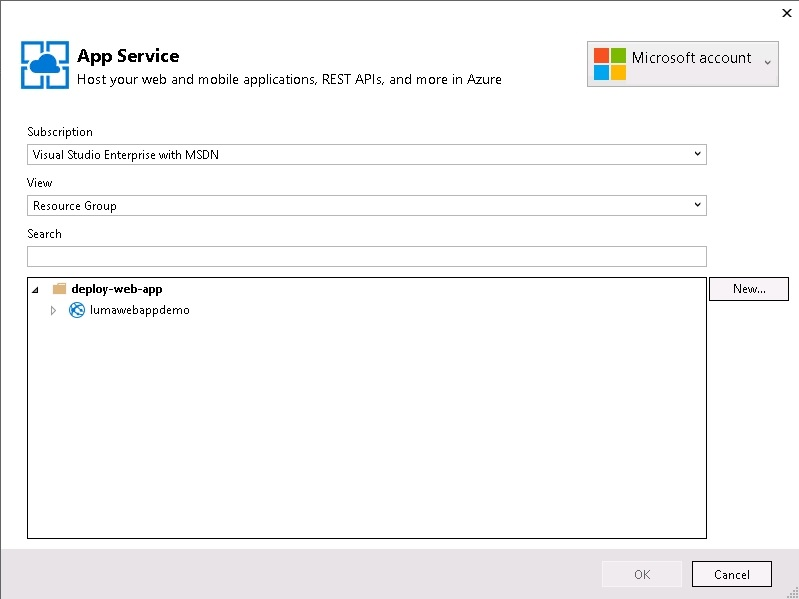 App Service
Host your web and mobile applications, REST APIs, and more in Azure
Microsoft account
Subscription
Visual Studio Enterprise with MSDN
View
Resource Group
Search
deploy-web-app
lumawebappdemo
New...
OK
Cancel